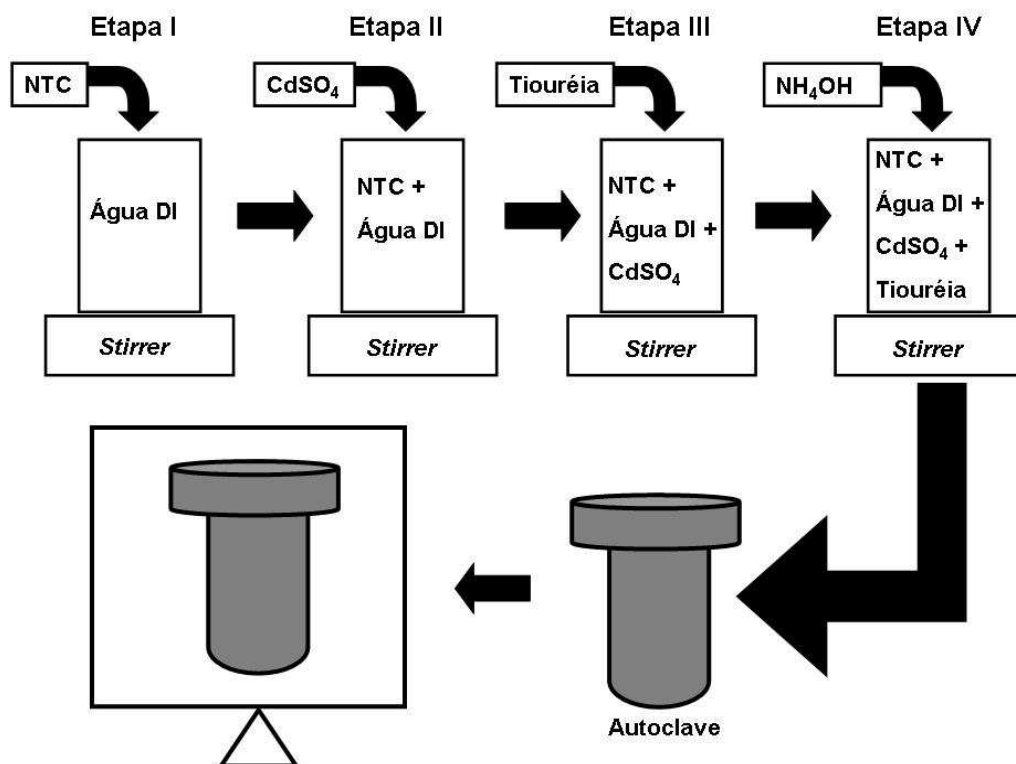 Etapa I
Etapa II
Etapa III
Etapa IV
NTC
CdSO₄
Tiouréia
NH₄OH
Água DI
NTC +
Água DI
NTC +
Água DI +
CdSO₄
NTC +
Água DI +
CdSO₄ +
Tiouréia
Stirrer
Stirrer
Stirrer
Stirrer
Autoclave